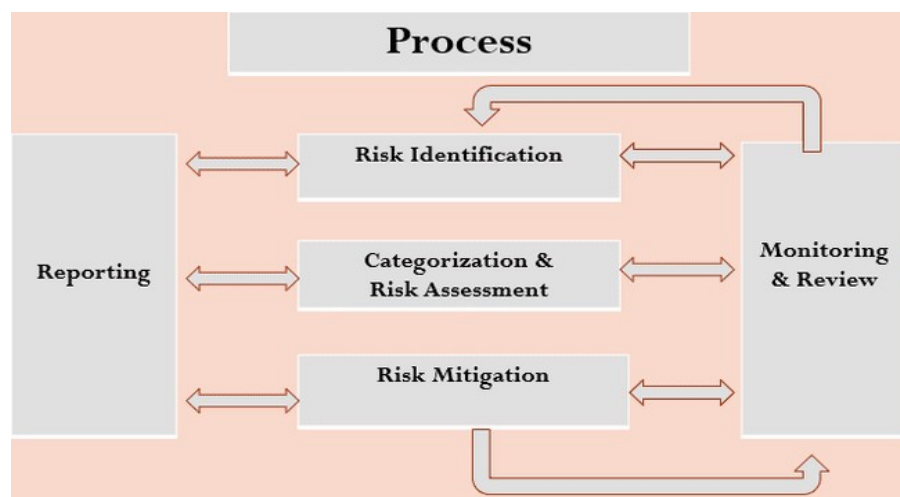 Process
Risk Identification
Reporting
Categorization &
Risk Assessment
Monitoring
& Review
Risk Mitigation